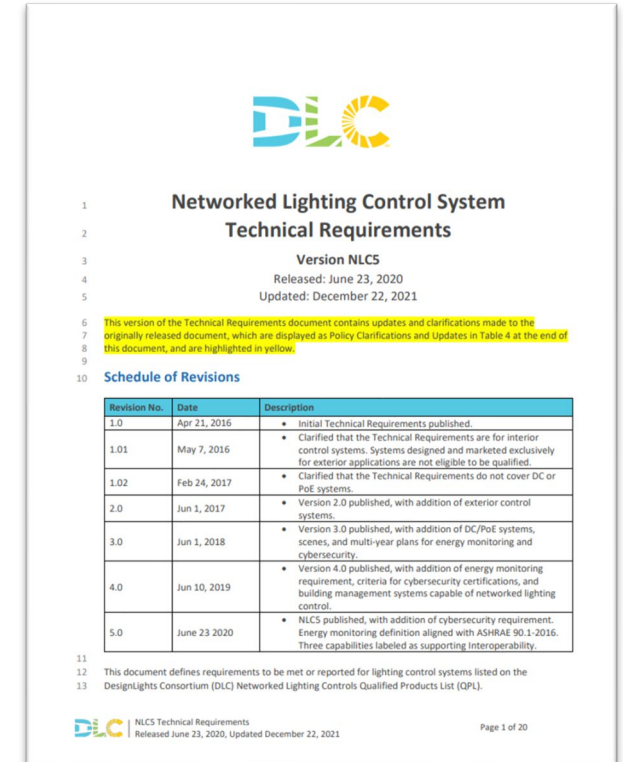 DLC
1 Networked Lighting Control System
2 Technical Requirements
3 Version NLC5
4 Released: June 23, 2020
5 Updated: December 22, 2021
6 This version of the Technical Requirements document contains updates and clarifications made to the
7 originally released document, which are displayed as Policy Clarifications and Updates in Table 4 at the end of
8 this document, and are highlighted in yellow.
9
10 Schedule of Revisions
Revision No. Date Description
1.0 Apr 21, 2016 • Initial Technical Requirements published.
1.01 May 7, 2016 • Clarified that the Technical Requirements are for interior
control systems. Systems designed and marketed exclusively
for exterior applications are not eligible to be qualified.
1.02 Feb 24, 2017 • Clarified that the Technical Requirements do not cover DC or
PoE systems.
2.0 Jun 1, 2017 • Version 2.0 published, with addition of exterior control
systems.
3.0 Jun 1, 2018 • Version 3.0 published, with addition of DC/PoE systems,
scenes, and multi-year plans for energy monitoring and
cybersecurity.
4.0 Jun 10, 2019 • Version 4.0 published, with addition of energy monitoring
requirement, criteria for cybersecurity certifications, and
building management systems capable of networked lighting
control.
5.0 June 23 2020 • NLC5 published, with addition of cybersecurity requirement.
Energy monitoring definition aligned with ASHRAE 90.1-2016.
Three capabilities labeled as supporting Interoperability.
11
12 This document defines requirements to be met or reported for lighting control systems listed on the
13 DesignLights Consortium (DLC) Networked Lighting Controls Qualified Products List (QPL).
DLC NLC5 Technical Requirements
Released June 23, 2020, Updated December 22, 2021
Page 1 of 20